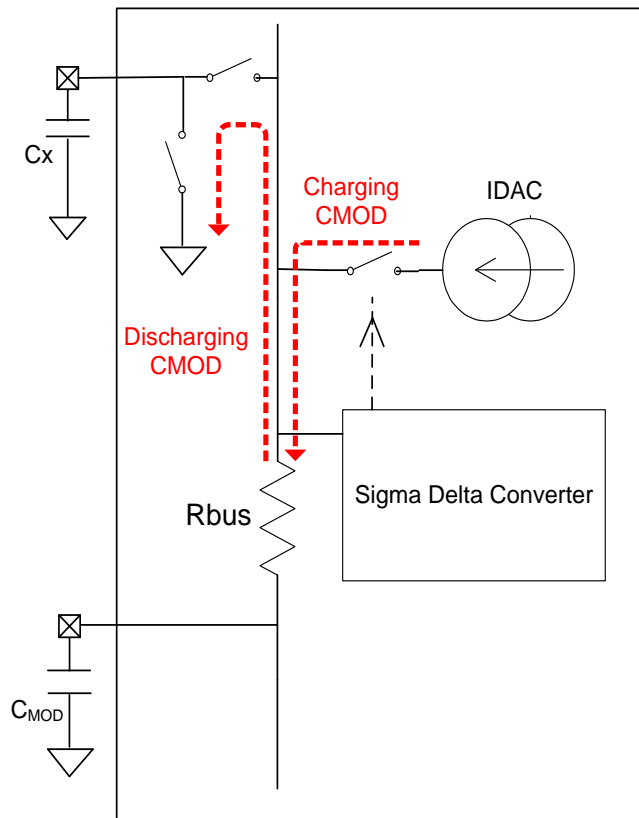 Cx
Charging
CMOD
IDAC
Discharging
CMOD
Sigma Delta Converter
Rbus
CMOD